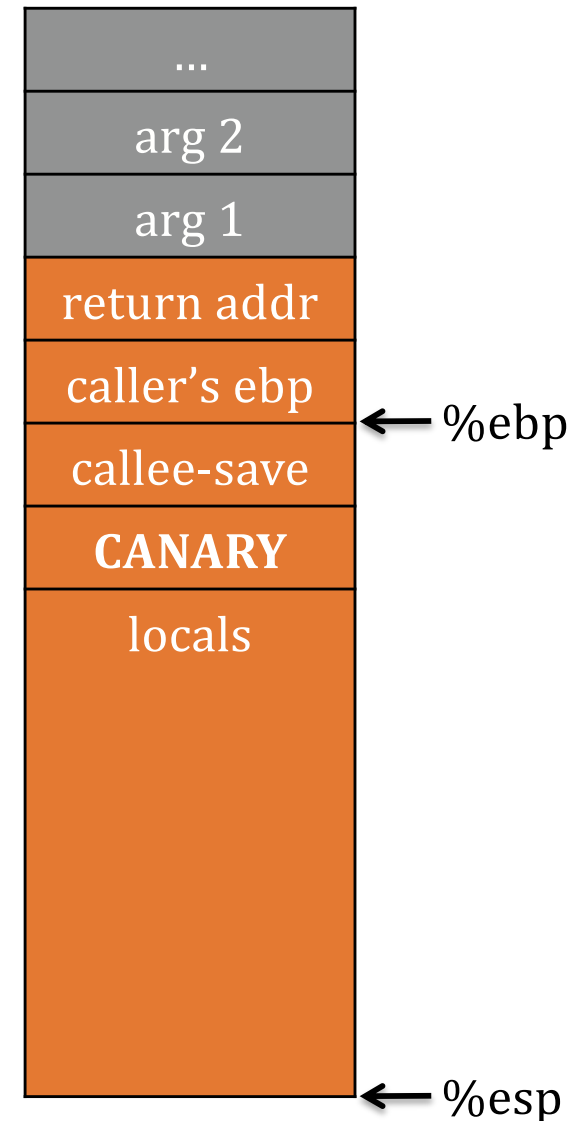 ...
arg 2
arg 1
return addr
caller’s ebp
%ebp
callee-save
CANARY
locals
%esp